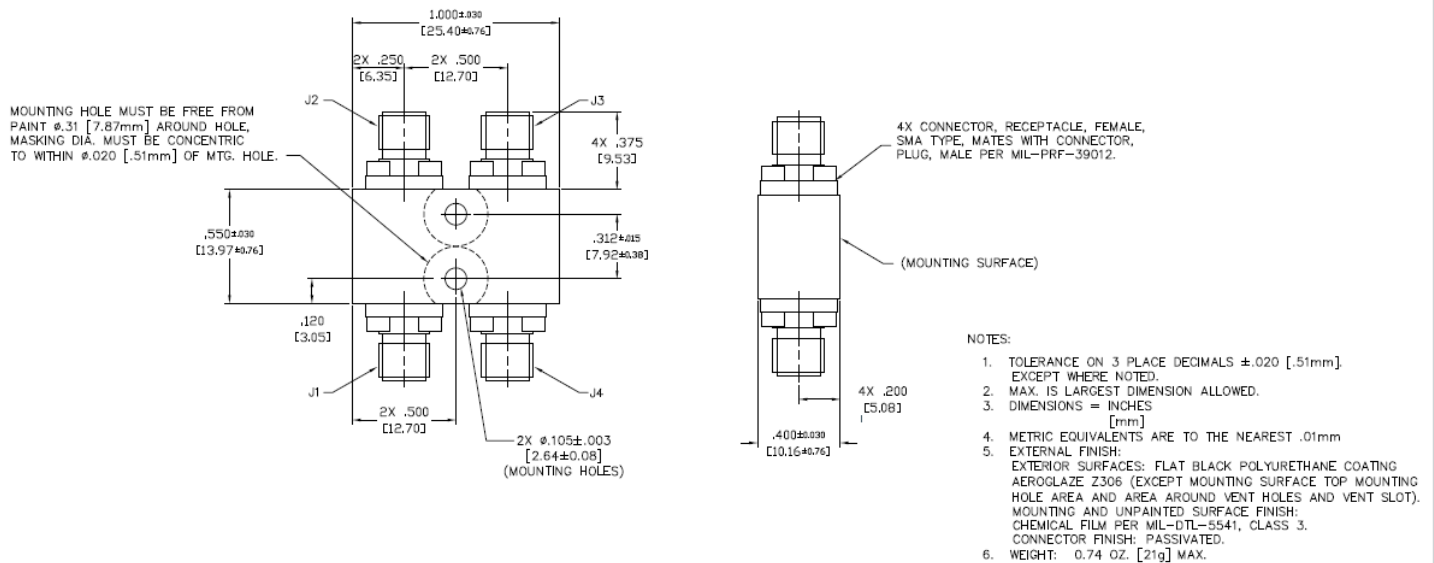 1.000±.030
[25.40±0.76]
2X .250
[6.35]
2X .500
[12.70]
J2
J3
MOUNTING HOLE MUST BE FREE FROM
PAINT ø.31 [7.87mm] AROUND HOLE,
MASKING DIA. MUST BE CONCENTRIC
TO WITHIN ø.020 [.51mm] OF MTG. HOLE.
4X .375
[9.53]
.550±.030
[13.97±0.76]
.312±.015
[7.92±0.38]
.120
[3.05]
J1
J4
2X .500
[12.70]
2X ø.105±.003
[2.64±0.08]
(MOUNTING HOLES)
4X CONNECTOR, RECEPTACLE, FEMALE,
SMA TYPE, MATES WITH CONNECTOR,
PLUG, MALE PER MIL-PRF-39012.
(MOUNTING SURFACE)
4X .200
[5.08]
.400±0.030
[10.16±0.76]
NOTES:
1. TOLERANCE ON 3 PLACE DECIMALS ±.020 [.51mm].
EXCEPT WHERE NOTED.
2. MAX. IS LARGEST DIMENSION ALLOWED.
3. DIMENSIONS = INCHES
[mm]
4. METRIC EQUIVALENTS ARE TO THE NEAREST .01mm
5. EXTERNAL FINISH:
EXTERIOR SURFACES: FLAT BLACK POLYURETHANE COATING
AEROGLAZE Z306 (EXCEPT MOUNTING SURFACE TOP MOUNTING
HOLE AREA AND AREA AROUND VENT HOLES AND VENT SLOT).
MOUNTING AND UNPAINTED SURFACE FINISH:
CHEMICAL FILM PER MIL-DTL-5541, CLASS 3.
CONNECTOR FINISH: PASSIVATED.
6. WEIGHT: 0.74 OZ. [21g] MAX.